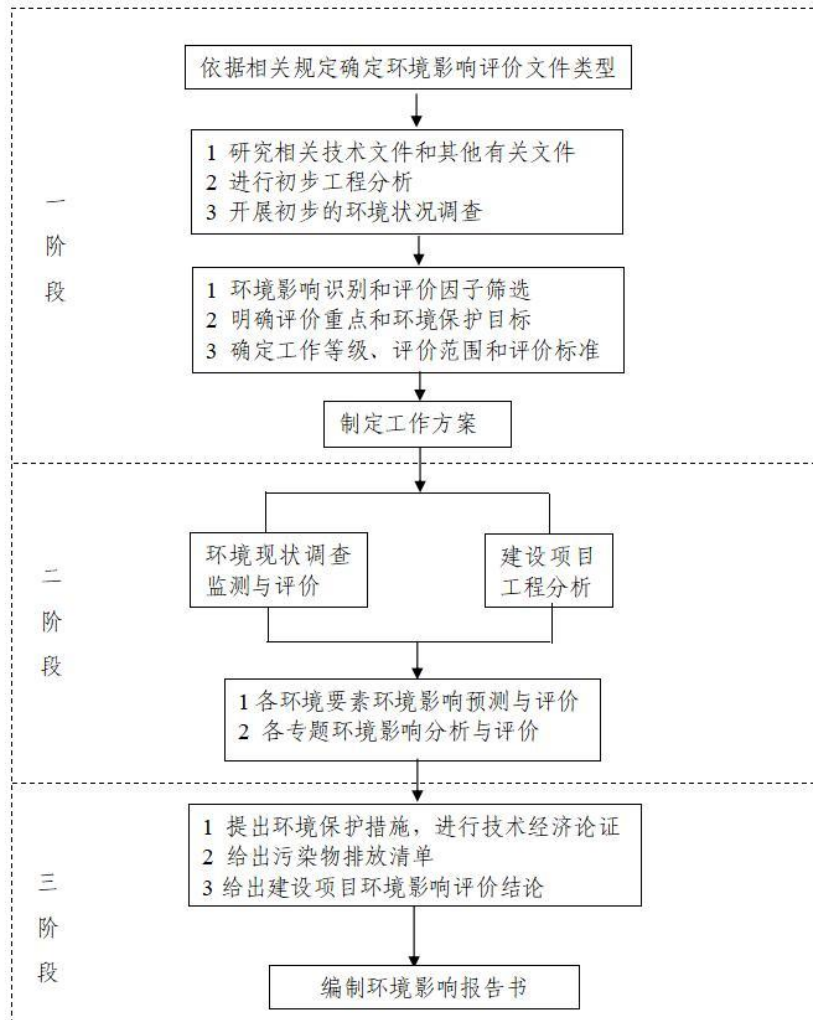 依据相关规定确定环境影响评价文件类型
1 研究相关技术文件和其他有关文件
2 进行初步工程分析
3 开展初步的环境状况调查
一
阶
段
1 环境影响识别和评价因子筛选
2 明确评价重点和环境保护目标
3 确定工作等级、评价范围和评价标准
制定工作方案
二
阶
段
环境现状调查
监测与评价
建设项目
工程分析
1 各环境要素环境影响预测与评价
2 各专题环境影响分析与评价
三
阶
段
1 提出环境保护措施，进行技术经济论证
2 给出污染物排放清单
3 给出建设项目环境影响评价结论
编制环境影响报告书